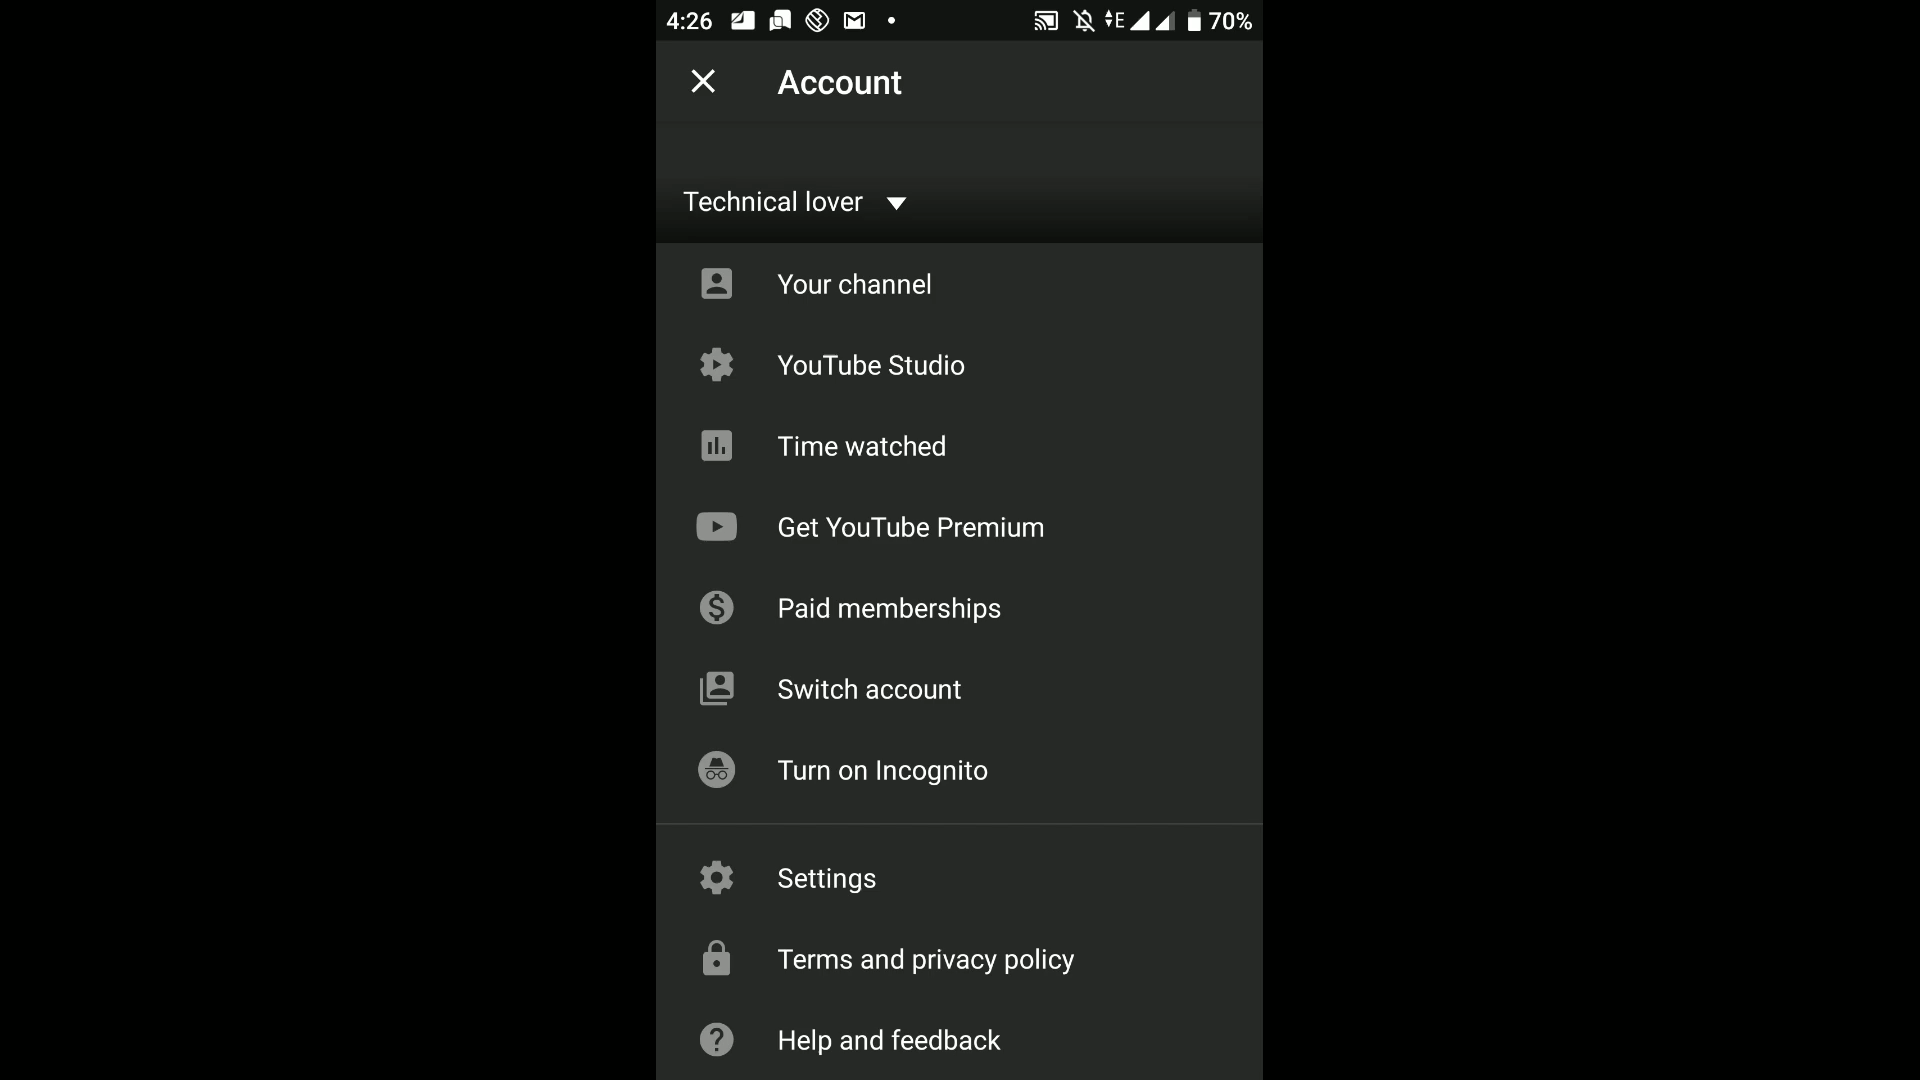 4:26 E 70%
Account
Technical lover
Your channel
YouTube Studio
Time watched
Get YouTube Premium
Paid memberships
Switch account
Turn on Incognito
Settings
Terms and privacy policy
Help and feedback